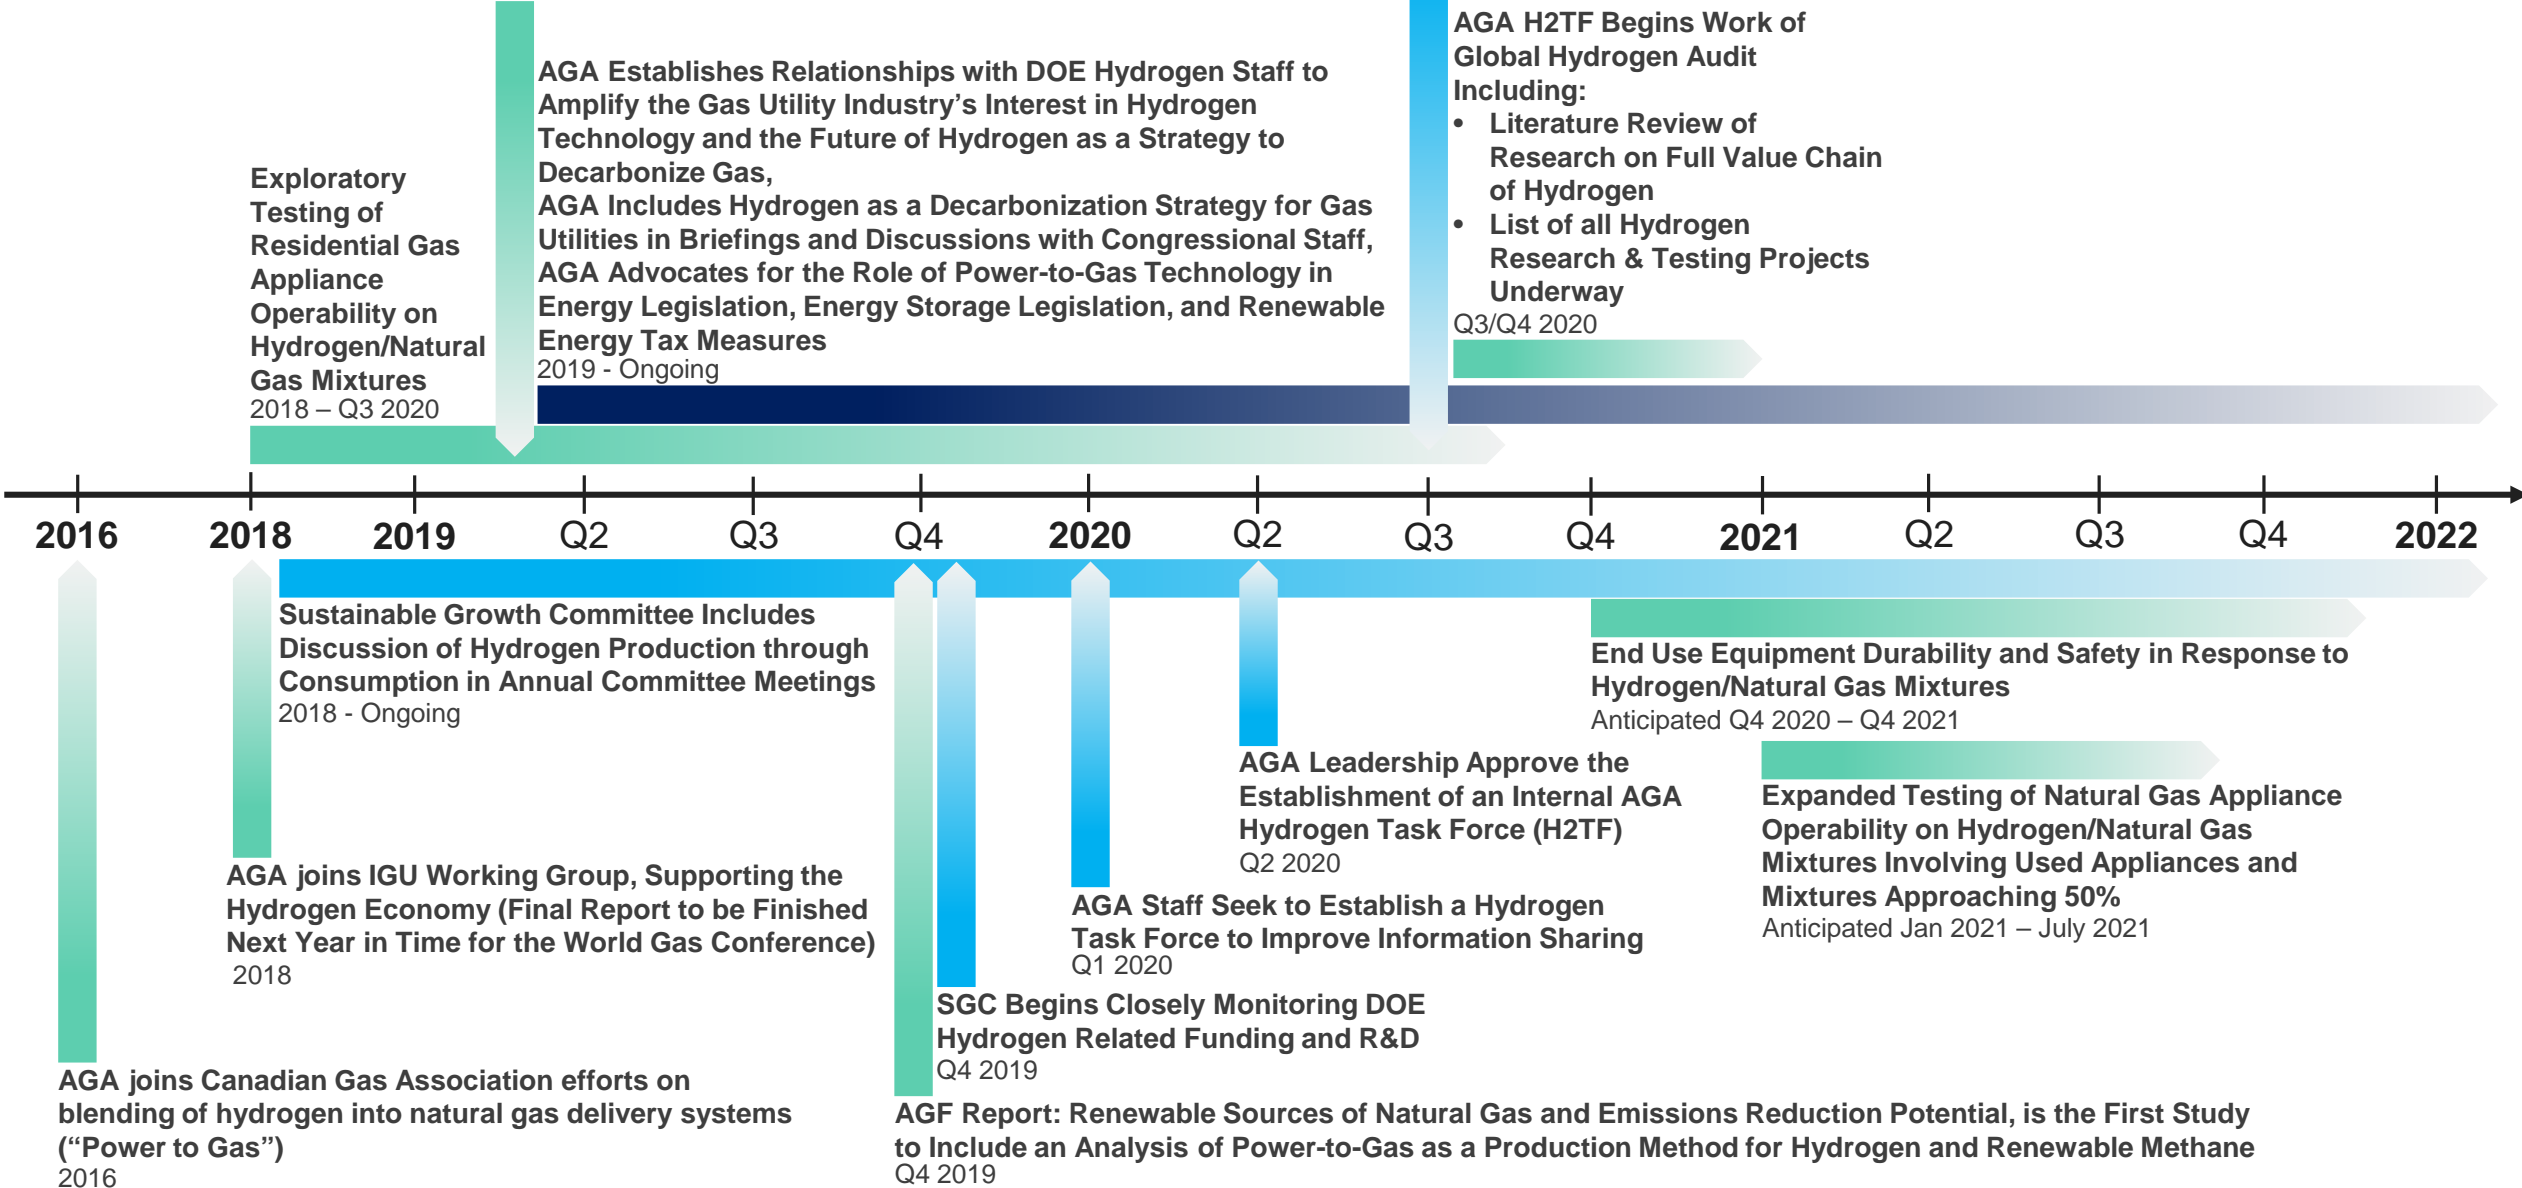 Exploratory
Testing of
Residential Gas
Appliance
Operability on
Hydrogen/Natural
Gas Mixtures
2018 – Q3 2020
AGA Establishes Relationships with DOE Hydrogen Staff to
Amplify the Gas Utility Industry’s Interest in Hydrogen
Technology and the Future of Hydrogen as a Strategy to
Decarbonize Gas,
AGA Includes Hydrogen as a Decarbonization Strategy for Gas
Utilities in Briefings and Discussions with Congressional Staff,
AGA Advocates for the Role of Power-to-Gas Technology in
Energy Legislation, Energy Storage Legislation, and Renewable
Energy Tax Measures
2019 - Ongoing
AGA H2TF Begins Work of
Global Hydrogen Audit
Including:
• Literature Review of
Research on Full Value Chain
of Hydrogen
• List of all Hydrogen
Research & Testing Projects
Underway
Q3/Q4 2020
2016 2018 2019 Q2 Q3 Q4 2020 Q2 Q3 Q4 2021 Q2 Q3 Q4 2022
Sustainable Growth Committee Includes
Discussion of Hydrogen Production through
Consumption in Annual Committee Meetings
2018 - Ongoing
End Use Equipment Durability and Safety in Response to
Hydrogen/Natural Gas Mixtures
Anticipated Q4 2020 – Q4 2021
AGA Leadership Approve the
Establishment of an Internal AGA
Hydrogen Task Force (H2TF)
Q2 2020
Expanded Testing of Natural Gas Appliance
Operability on Hydrogen/Natural Gas
Mixtures Involving Used Appliances and
Mixtures Approaching 50%
Anticipated Jan 2021 – July 2021
AGA joins IGU Working Group, Supporting the
Hydrogen Economy (Final Report to be Finished
Next Year in Time for the World Gas Conference)
2018
AGA Staff Seek to Establish a Hydrogen
Task Force to Improve Information Sharing
Q1 2020
SGC Begins Closely Monitoring DOE
Hydrogen Related Funding and R&D
Q4 2019
AGA joins Canadian Gas Association efforts on
blending of hydrogen into natural gas delivery systems
(“Power to Gas”)
2016
AGF Report: Renewable Sources of Natural Gas and Emissions Reduction Potential, is the First Study
to Include an Analysis of Power-to-Gas as a Production Method for Hydrogen and Renewable Methane
Q4 2019